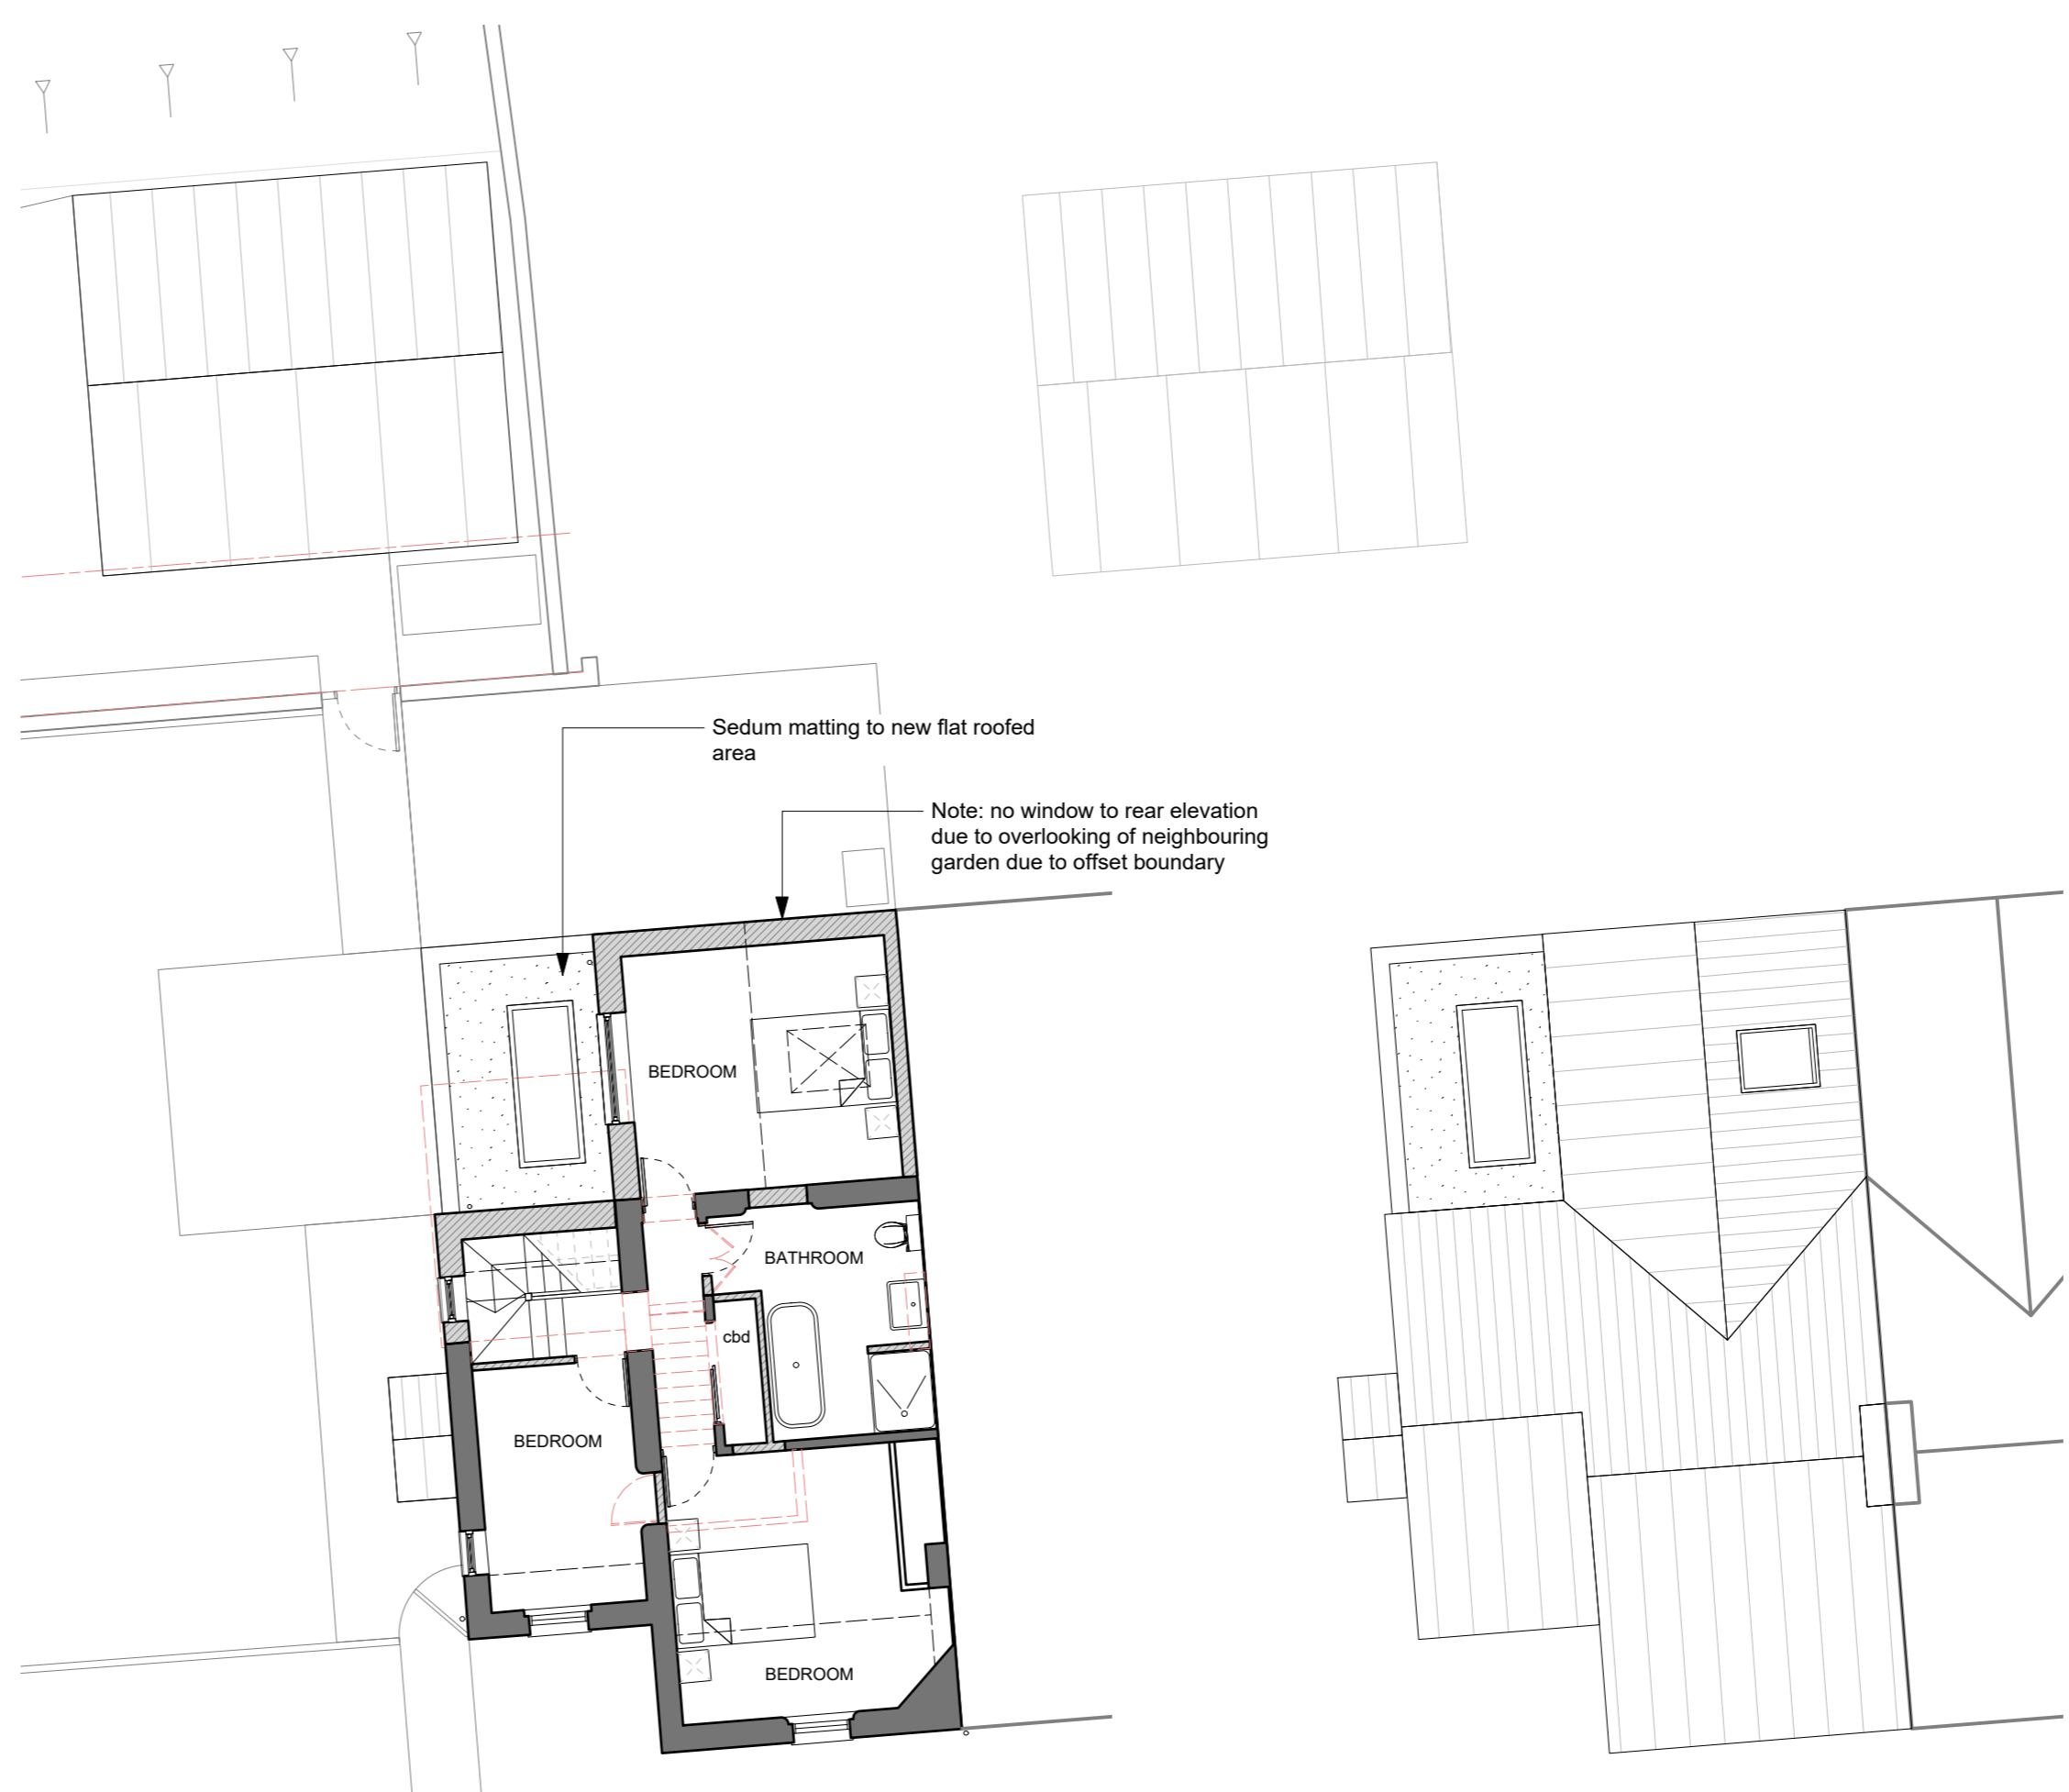 Sedum matting to new flat roofed
area
Note: no window to rear elevation
due to overlooking of neighbouring
garden due to offset boundary
BEDROOM
BATHROOM
cbd
BEDROOM
BEDROOM